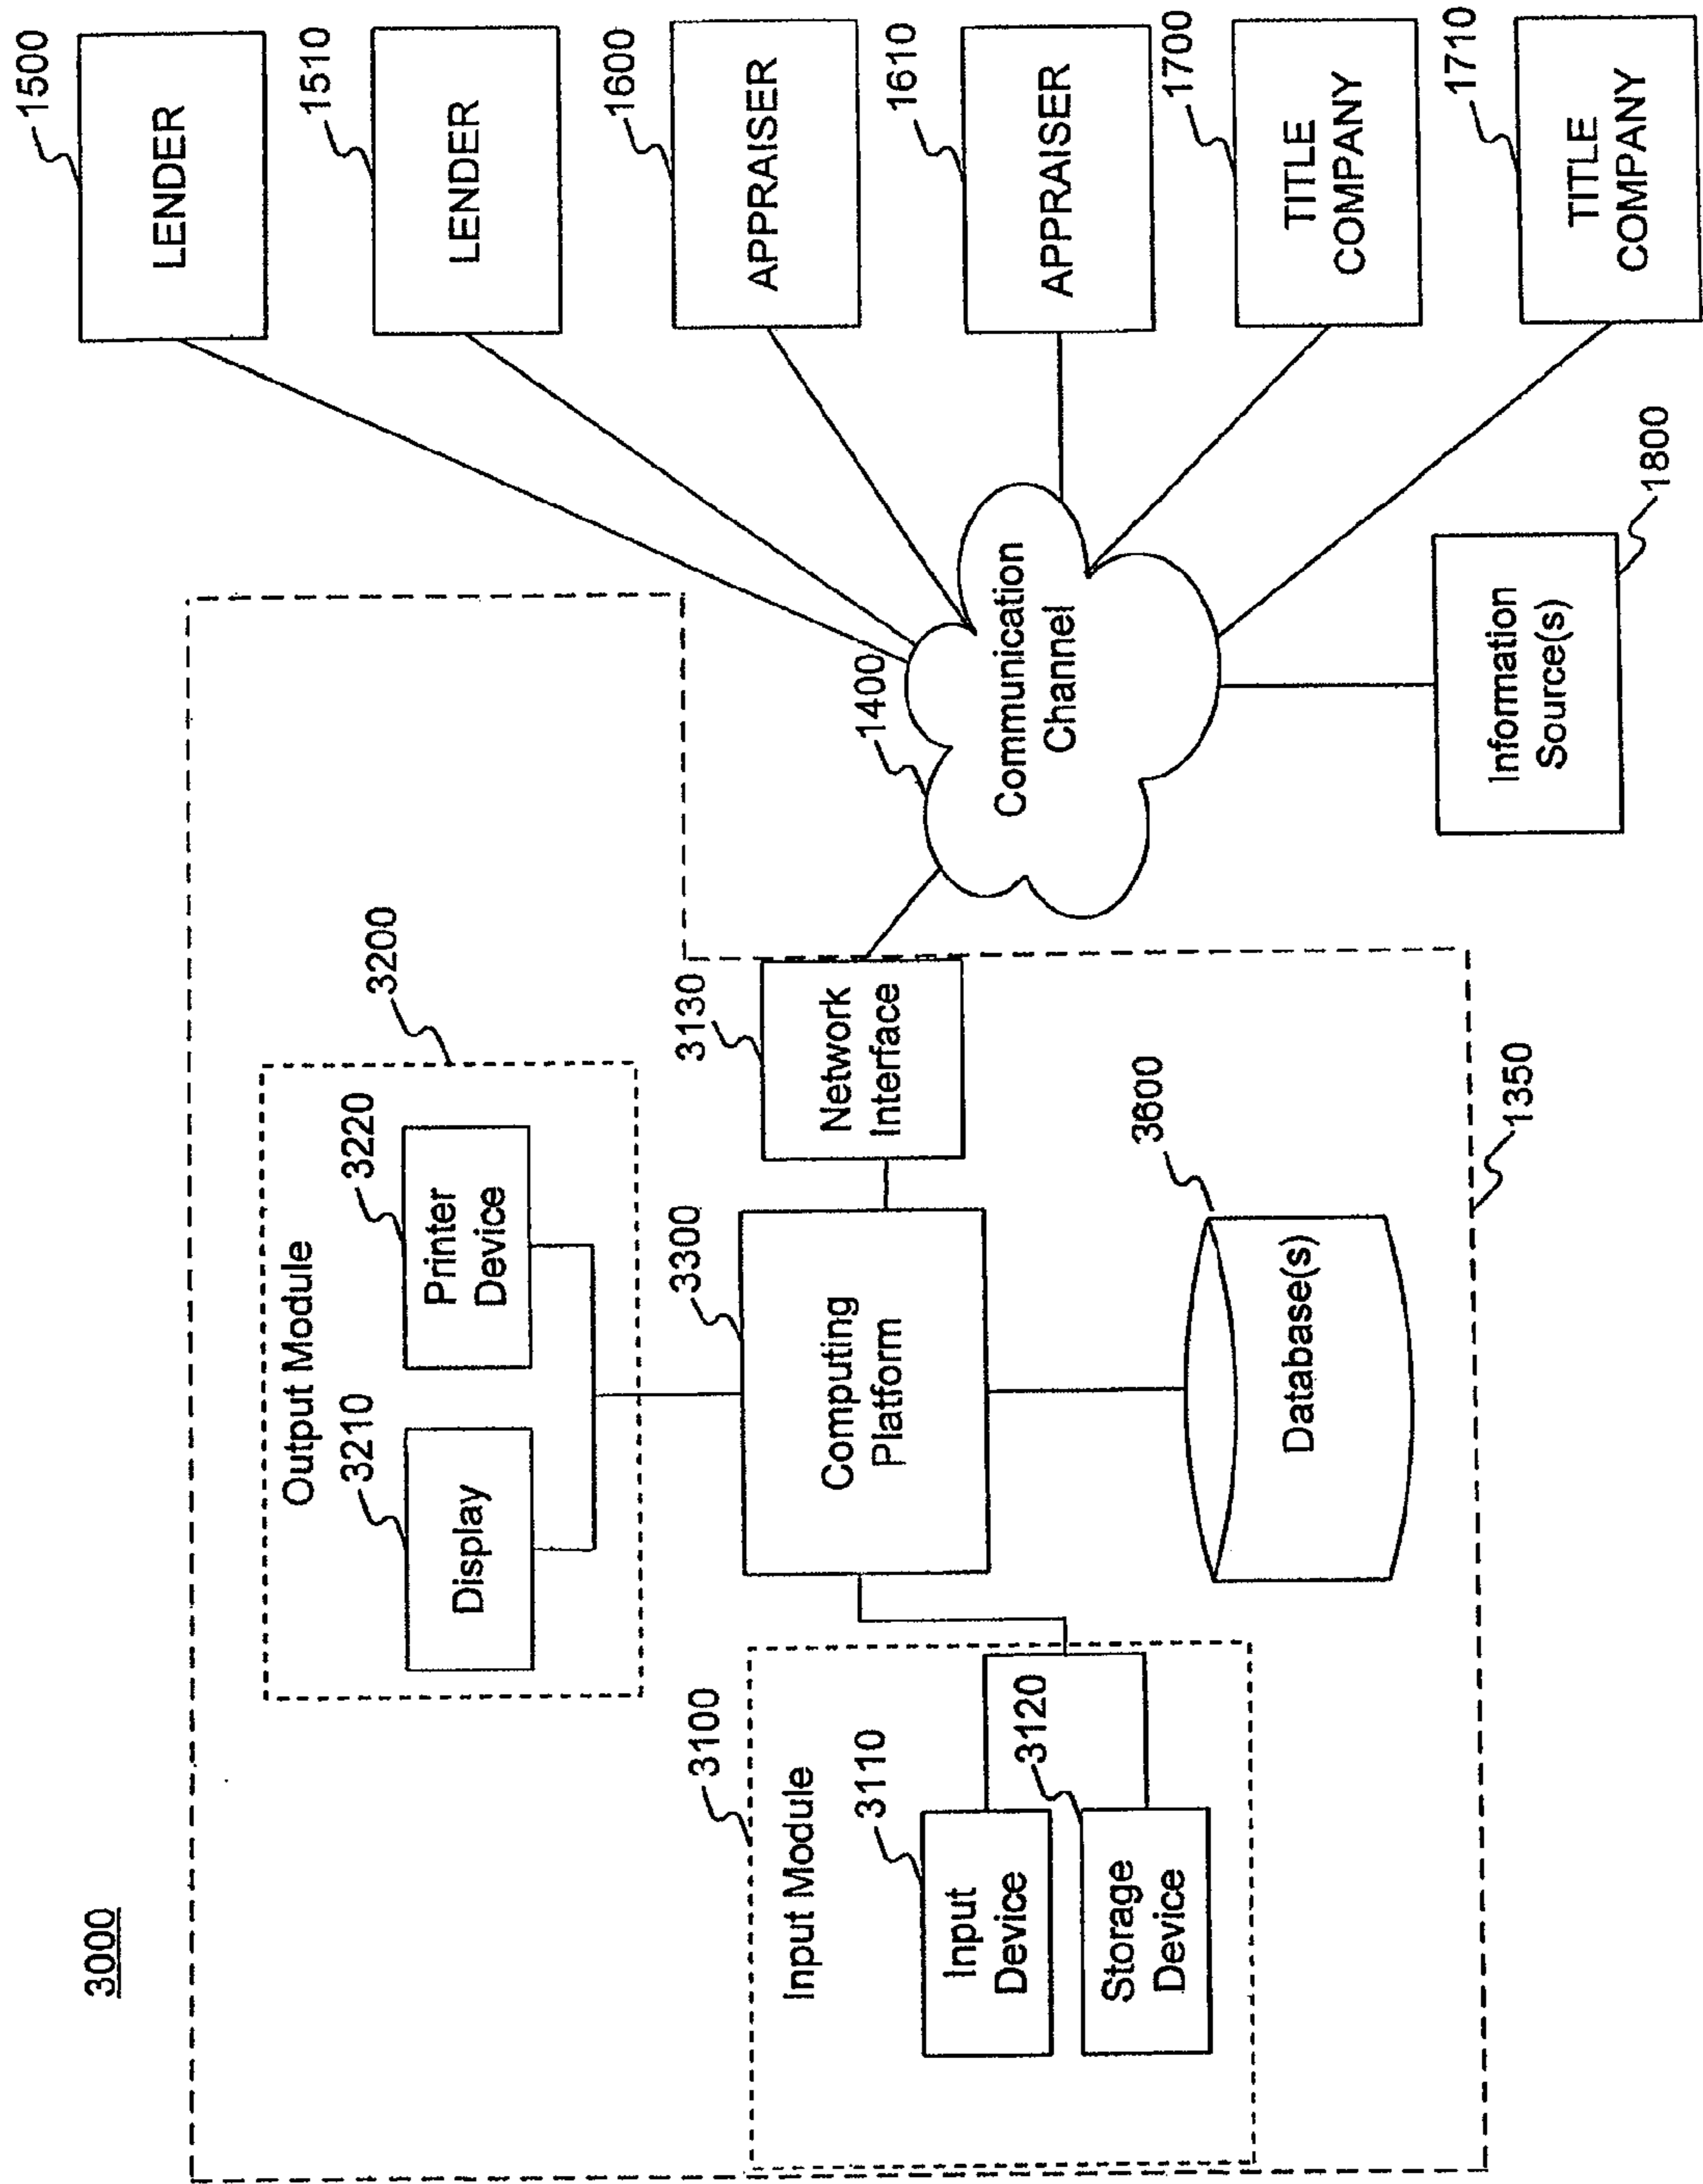 3000
3200
Output Module
3210
3220
Display
Printer
Device
3100
Input Module
3110
Input
Device
3120
Storage
Device
3300
Computing
Platform
3130
Network
Interface
3600
Database(s)
1350
1400
Communication
Channel
1500
LENDER
1510
LENDER
1600
APPRAISER
1610
APPRAISER
1700
TITLE
COMPANY
1710
TITLE
COMPANY
Information
Source(s)
1800